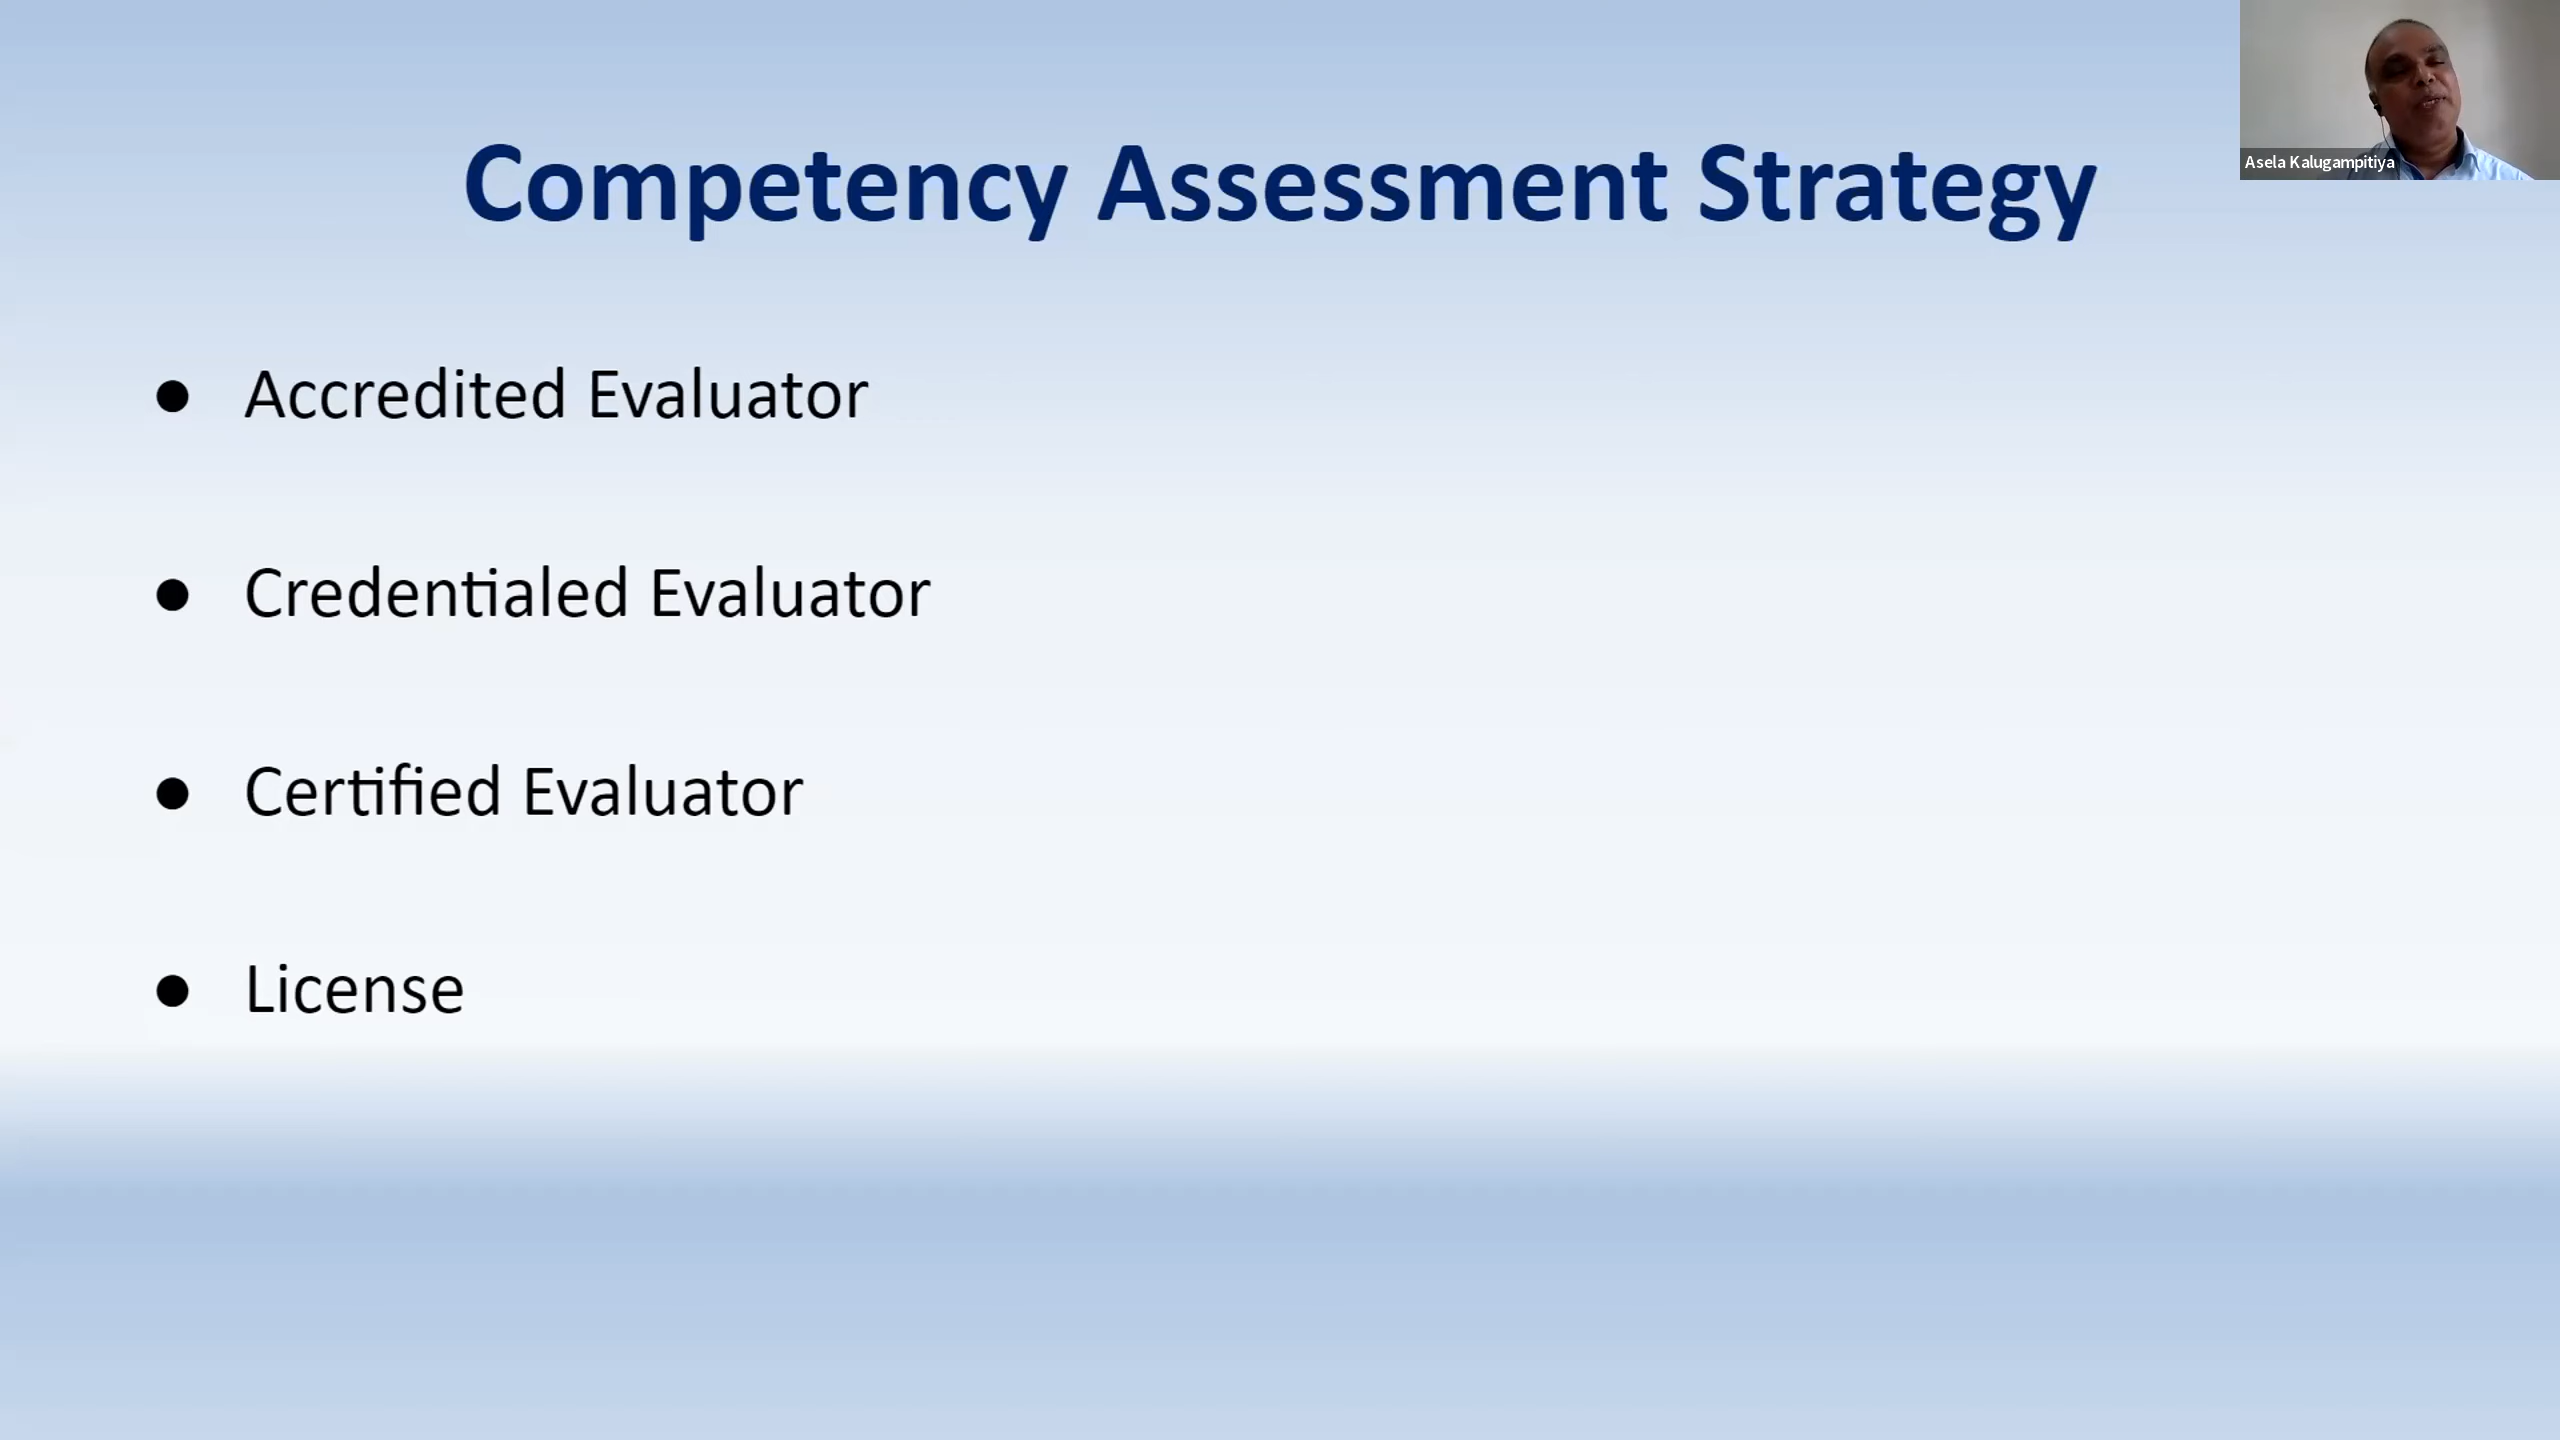 Competency Assessment Strategy
Asela Kalugampitiya
● Accredited Evaluator
● Credentialed Evaluator
● Certified Evaluator
● License